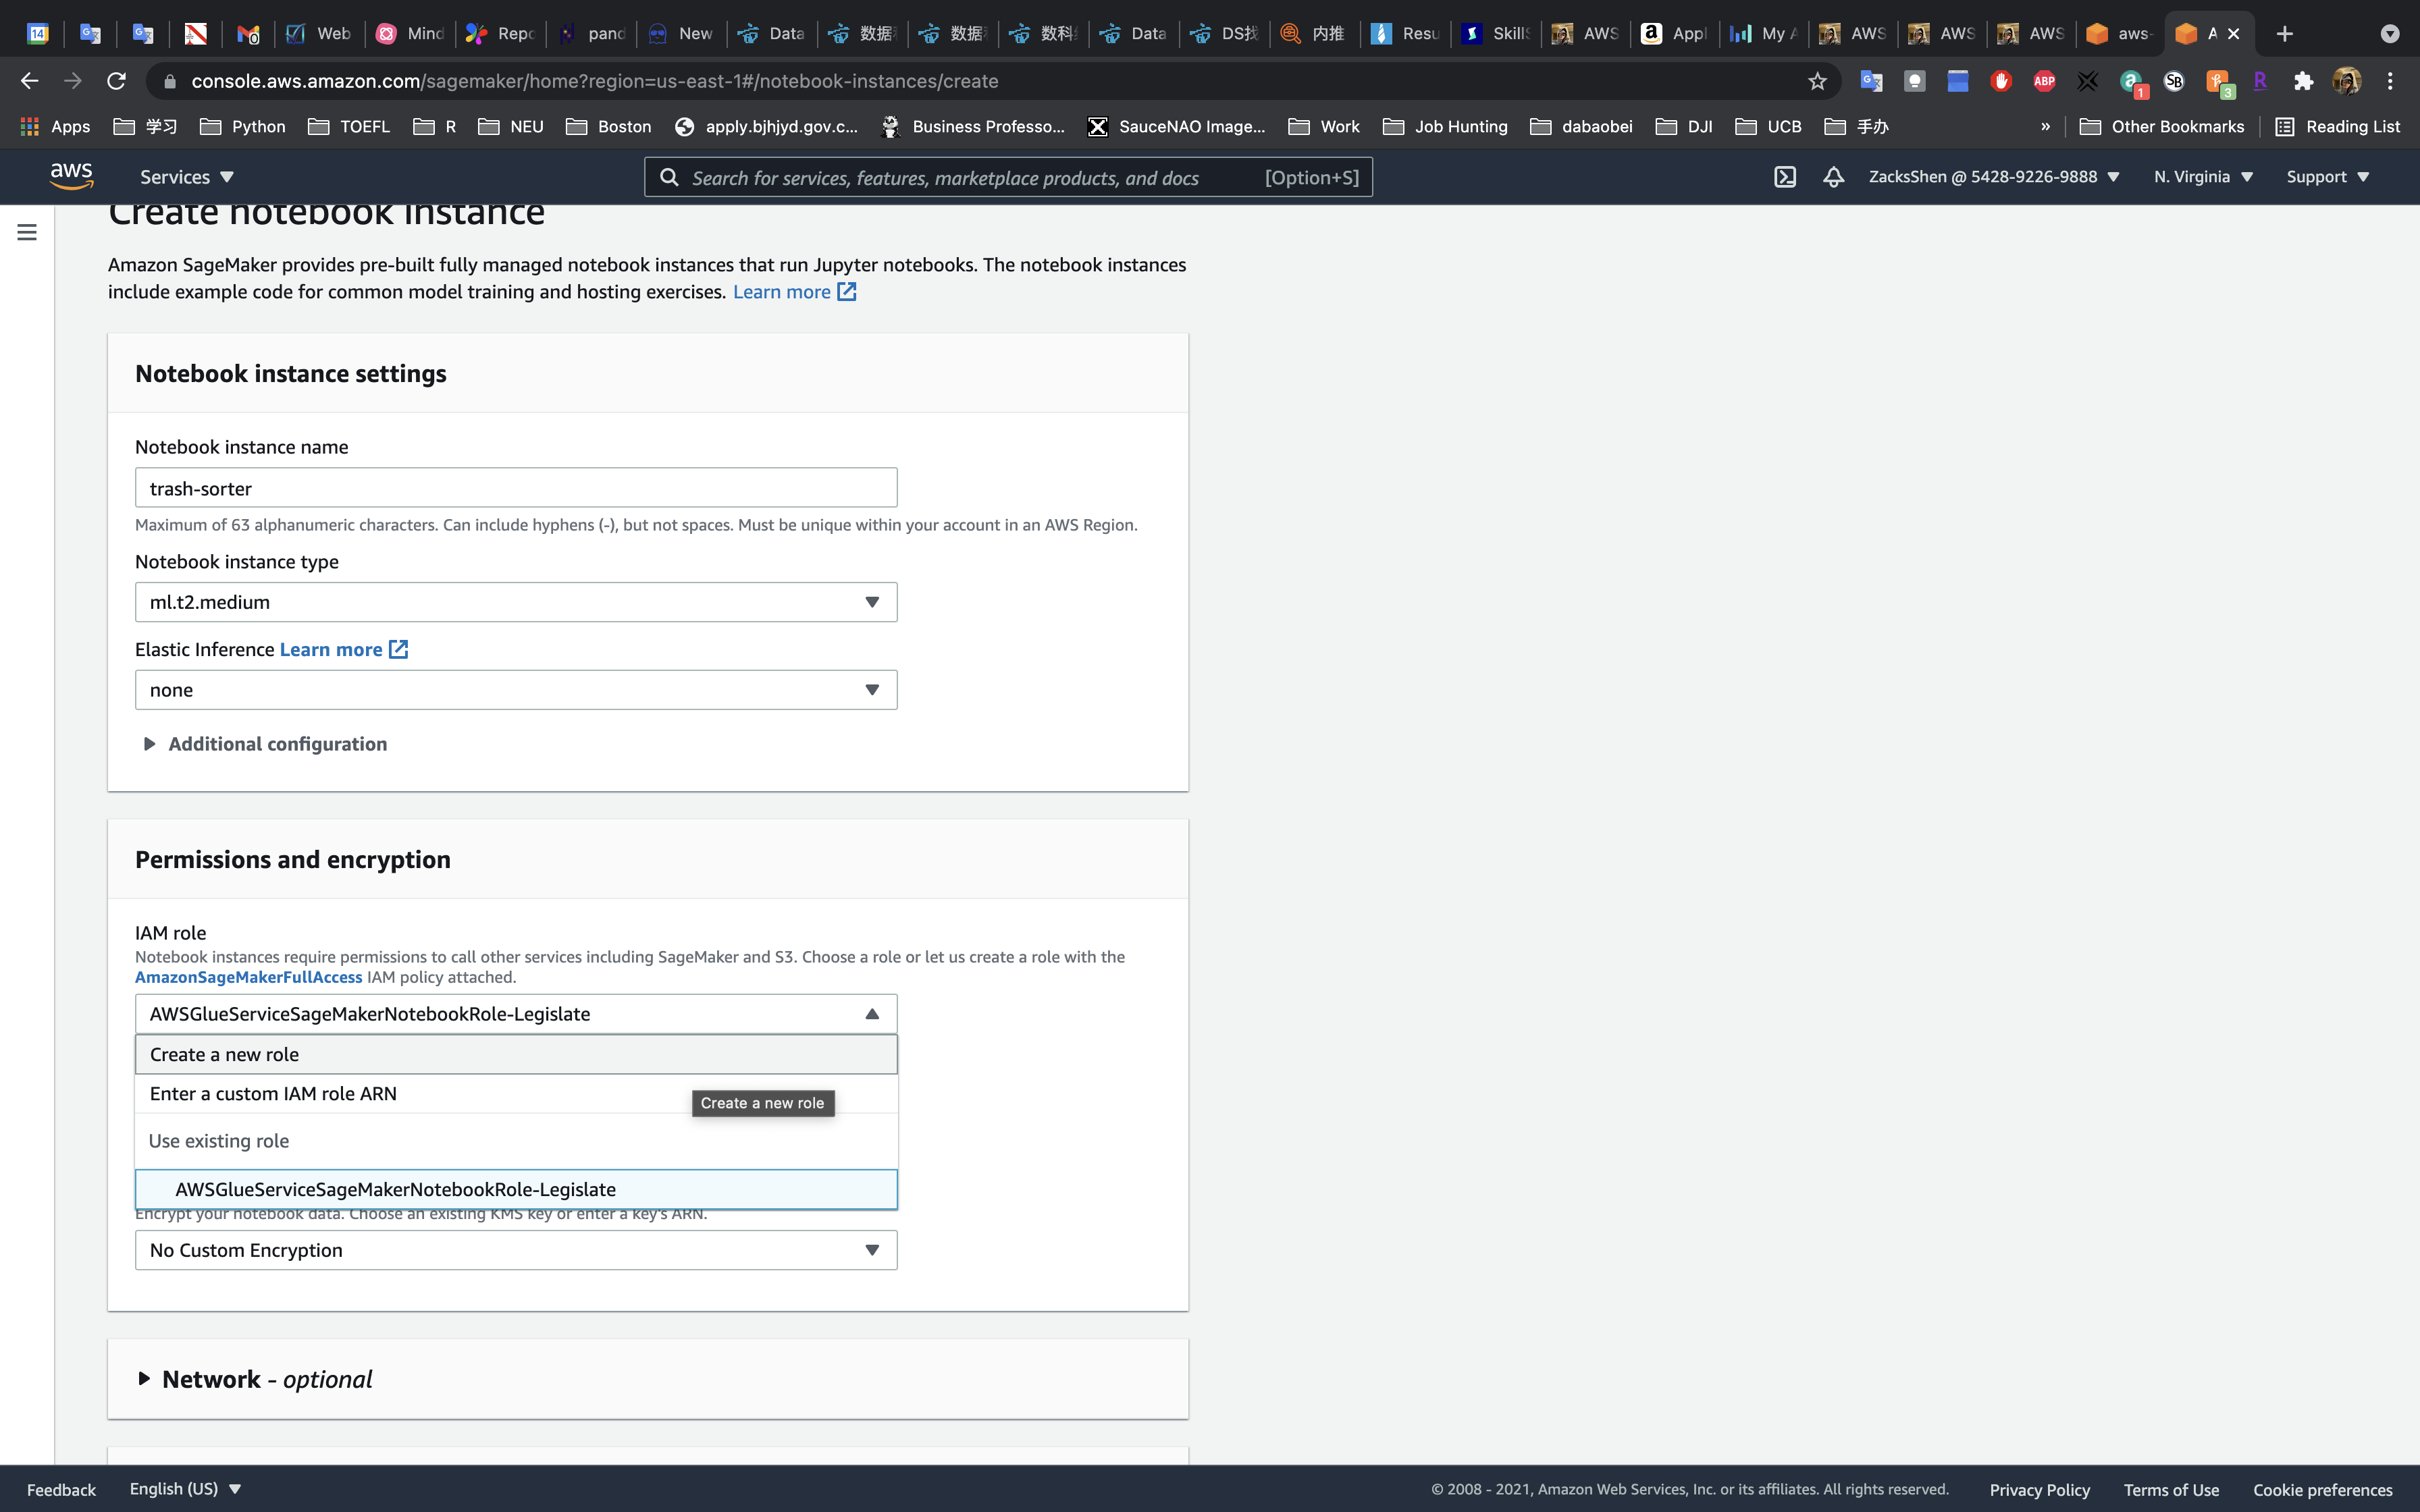 14
Web
Mind
Repo
pand
New
Data
数据
数据
数科
Data
DS找
内推
Resu
Skills
AWS
Appl
My A
AWS
AWS
AWS
aws-
A
console.aws.amazon.com/sagemaker/home?region=us-east-1#/notebook-instances/create
ABP
1
SB
3
R
Apps
学习
Python
TOEFL
R
NEU
Boston
apply.bjhjyd.gov.c...
Business Professo...
SauceNAO Image...
Work
Job Hunting
dabaobei
DJI
UCB
手办
»
Other Bookmarks
Reading List
aws
Services
Search for services, features, marketplace products, and docs
[Option+S]
ZacksShen @ 5428-9226-9888
N. Virginia
Support
Create notebook instance
Amazon SageMaker provides pre-built fully managed notebook instances that run Jupyter notebooks. The notebook instances
include example code for common model training and hosting exercises. Learn more
Notebook instance settings
Notebook instance name
trash-sorter
Maximum of 63 alphanumeric characters. Can include hyphens (-), but not spaces. Must be unique within your account in an AWS Region.
Notebook instance type
ml.t2.medium
Elastic Inference Learn more
none
Additional configuration
Permissions and encryption
IAM role
Notebook instances require permissions to call other services including SageMaker and S3. Choose a role or let us create a role with the
AmazonSageMakerFullAccess IAM policy attached.
AWSGlueServiceSageMakerNotebookRole-Legislate
Create a new role
Enter a custom IAM role ARN
Create a new role
Use existing role
AWSGlueServiceSageMakerNotebookRole-Legislate
Encrypt your notebook data. Choose an existing KMS key or enter a key's ARN.
No Custom Encryption
Network - optional
Feedback
English (US)
© 2008 - 2021, Amazon Web Services, Inc. or its affiliates. All rights reserved.
Privacy Policy
Terms of Use
Cookie preferences